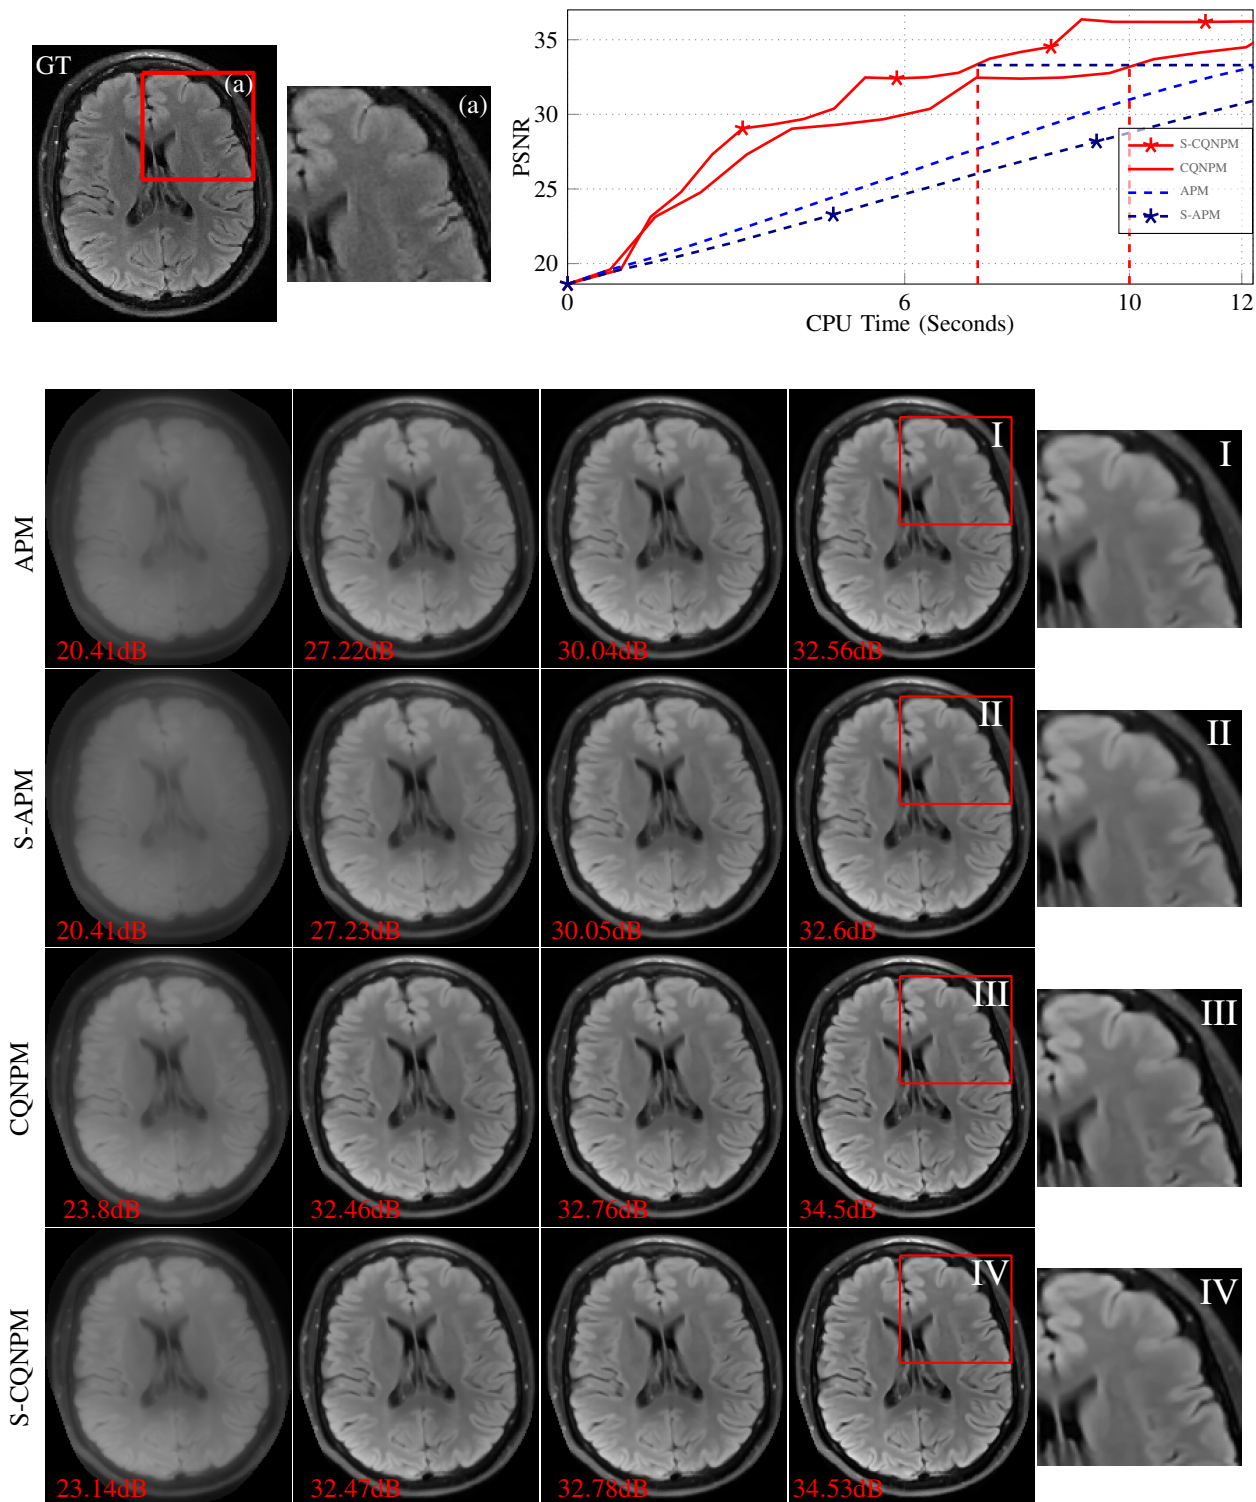 GT
(a)
(a)
PSNR
35
30
25
20
0
6
10
12
CPU Time (Seconds)
S-CQNPM
CQNPM
APM
S-APM
APM
20.41dB
27.22dB
30.04dB
32.56dB
I
I
S-APM
20.41dB
27.23dB
30.05dB
32.6dB
II
II
CQNPM
23.8dB
32.46dB
32.76dB
34.5dB
III
III
S-CQNPM
23.14dB
32.47dB
32.78dB
34.53dB
IV
IV